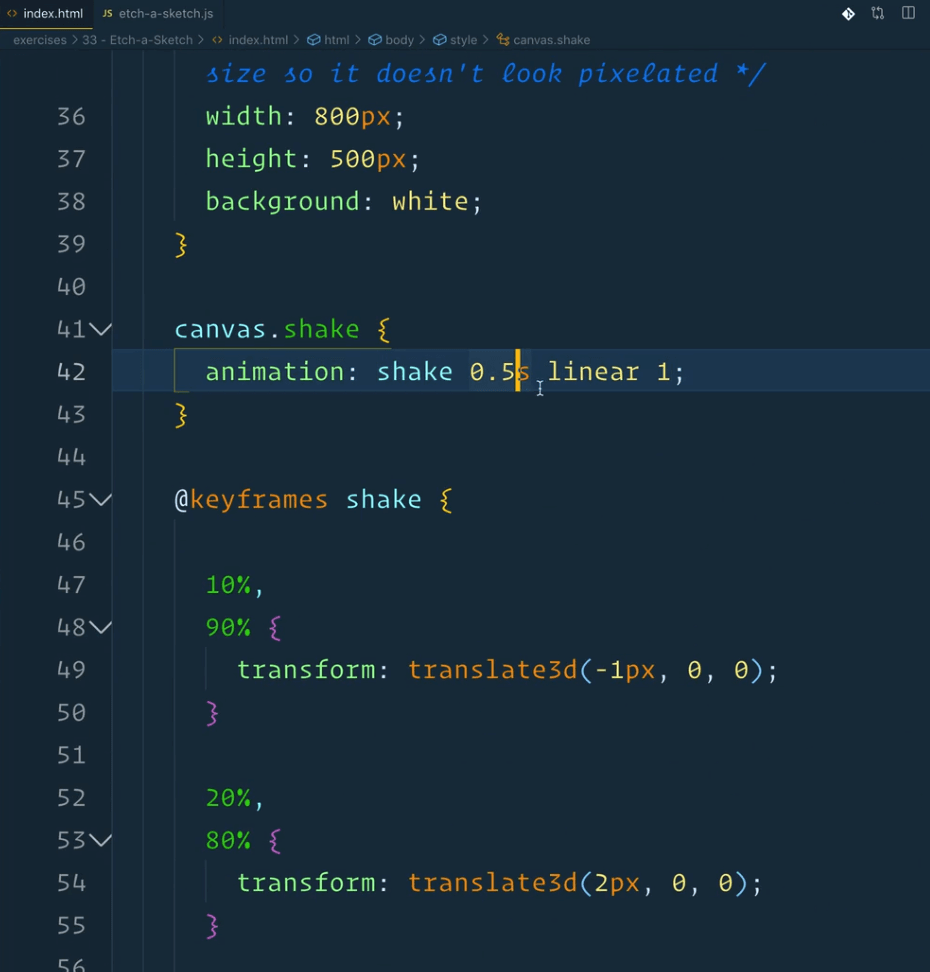 index.html
JS etch-a-sketch.js
exercises > 33 - Etch-a-Sketch > index.html > html > body > style > canvas.shake
size so it doesn't look pixelated */
36 width: 800px;
37 height: 500px;
38 background: white;
39 }
40
41 canvas.shake {
42 animation: shake 0.5s linear 1;
43 }
44
45 @keyframes shake {
46
47 10%,
48 90% {
49 transform: translate3d(-1px, 0, 0);
50 }
51
52 20%,
53 80% {
54 transform: translate3d(2px, 0, 0);
55 }
56